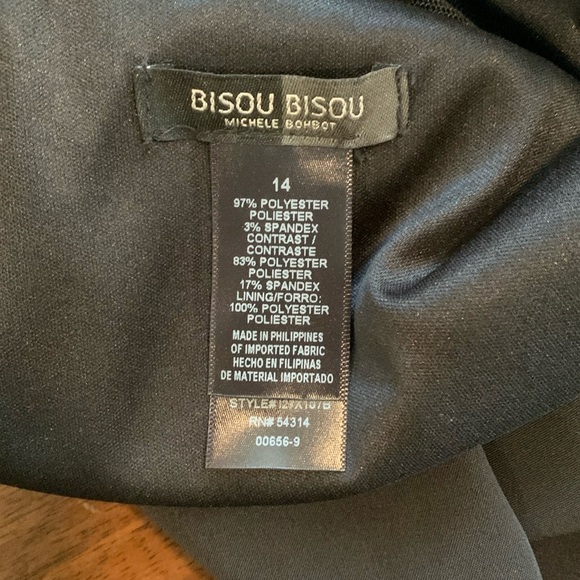 BISOU BISOU
MICHELE BOHBOT
14
97% POLYESTER
POLIESTER
3% SPANDEX
CONTRAST /
CONTRASTE
83% POLYESTER
POLIESTER
17% SPANDEX
LINING/FORRO:
100% POLYESTER
POLIESTER
MADE IN PHILIPPINES
OF IMPORTED FABRIC
HECHO EN FILIPINAS
DE MATERIAL IMPORTADO
RN# 54314
00656-9